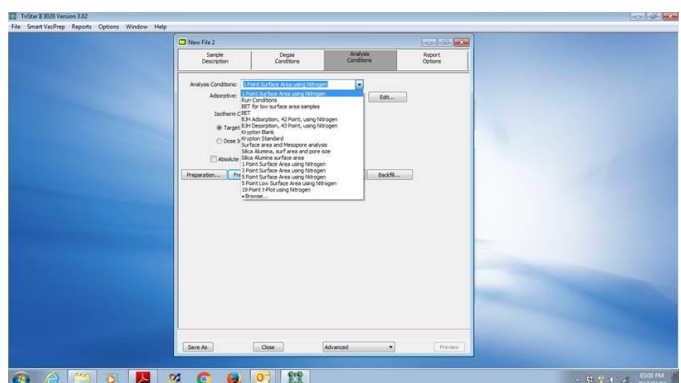 TriStar II 3020 Version 3.02
File Smart VacPrep Reports Options Window Help
New File 2
Sample Description
Degas Conditions
Analysis Conditions
Report Options
Analysis Conditions: 1 Point Surface Area using Nitrogen
Adsorptive:
Edit...
Isotherm C
Target
Dose
Absolute
1 Point Surface Area using Nitrogen
Run Conditions
BET for low surface area samples
BET
BJH Adsorption, 42 Point, using Nitrogen
BJH Desorption, 43 Point, using Nitrogen
Krypton Blank
Krypton Standard
Surface area and Mesopore analysis
Silica Alumina, surf area and pore size
Silica Alumina surface area
1 Point Surface Area using Nitrogen
3 Point Surface Area using Nitrogen
5 Point Surface Area using Nitrogen
5 Point Low Surface Area using Nitrogen
19 Point t-Plot using Nitrogen
Browse...
Preparation...
Backfill...
Save As
Close
Advanced
Preview
03:00 PM